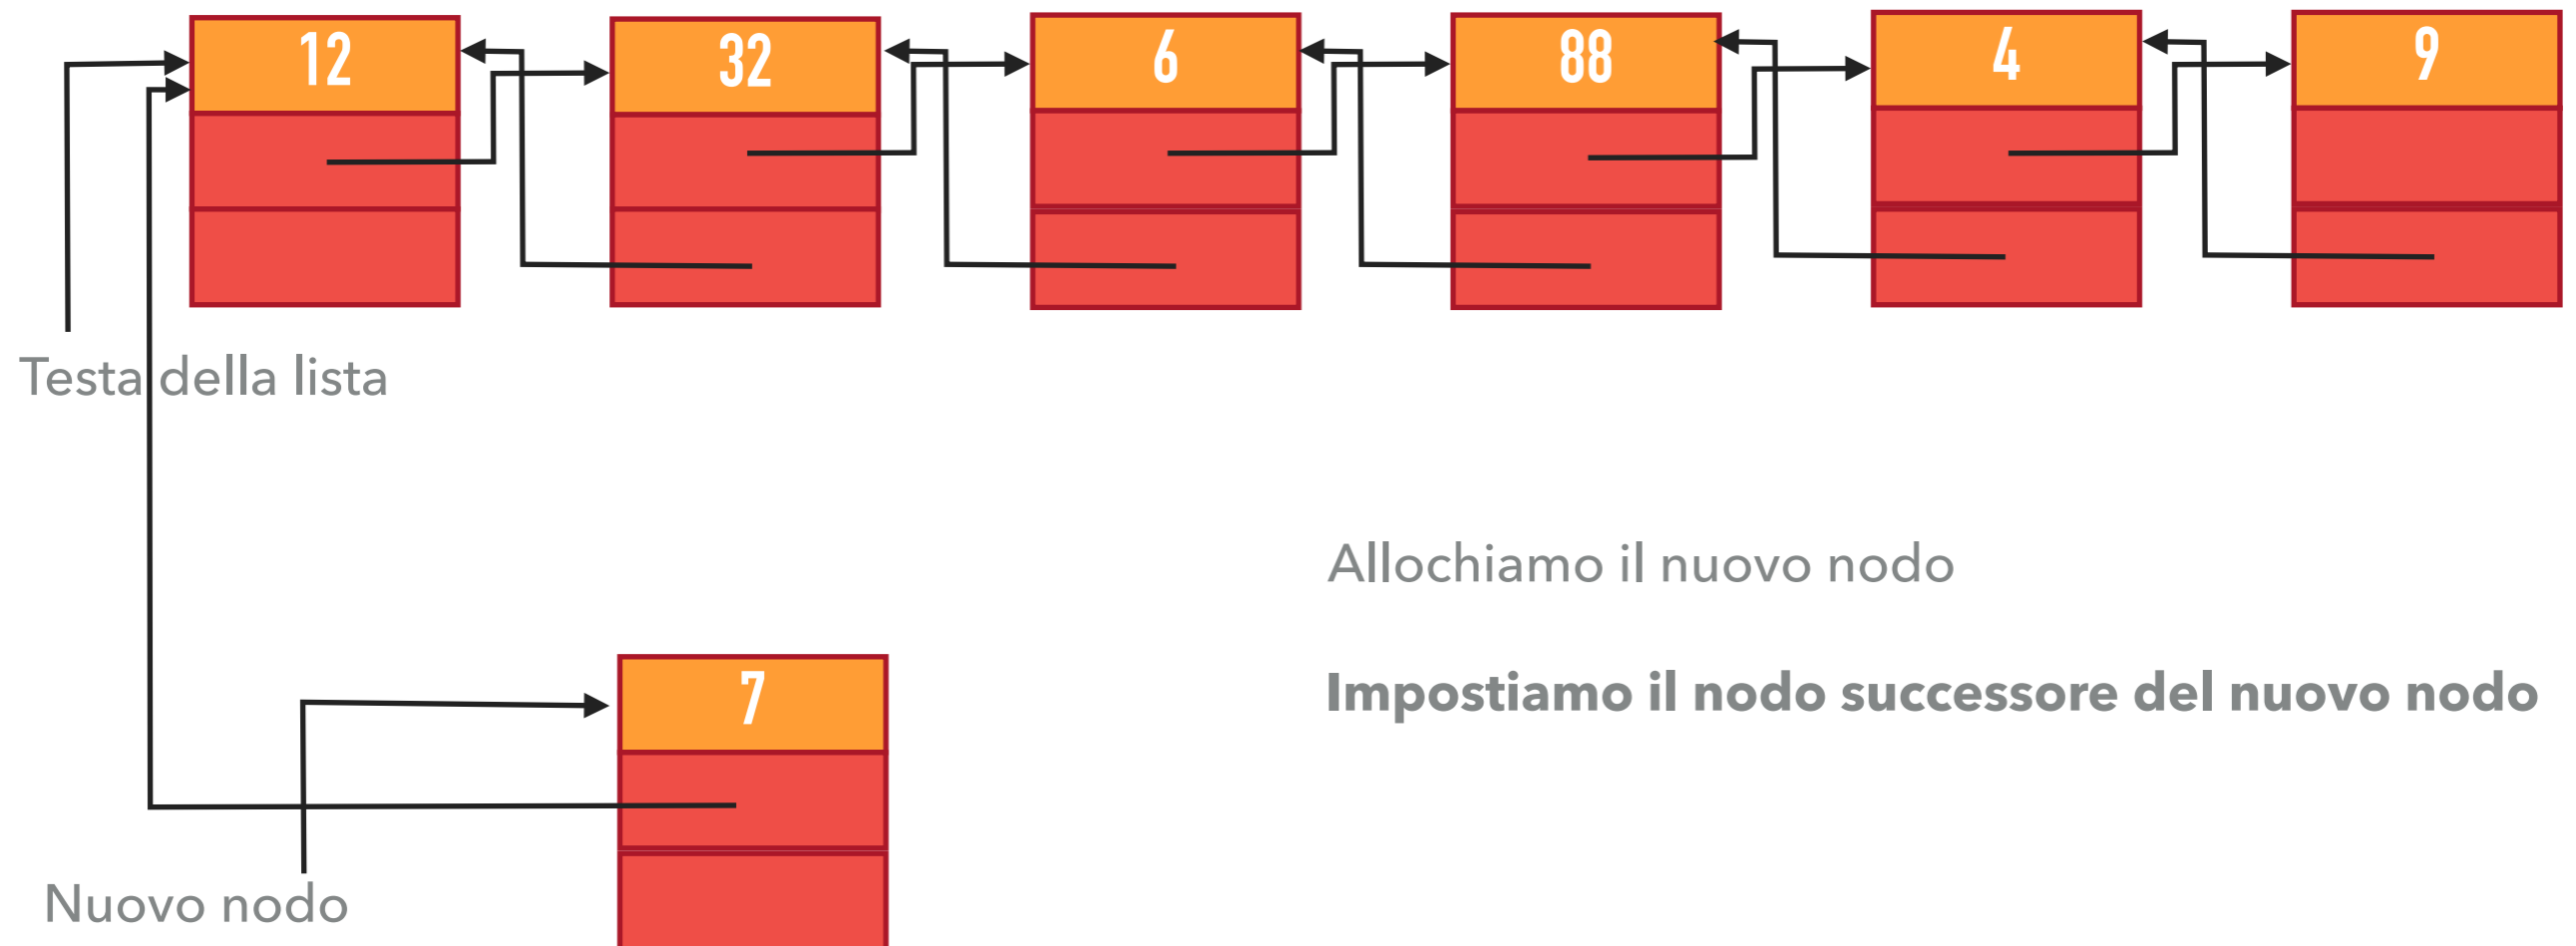 12 32 6 88 4 9
Testa della lista
Allochiamo il nuovo nodo
Impostiamo il nodo successore del nuovo nodo
7
Nuovo nodo